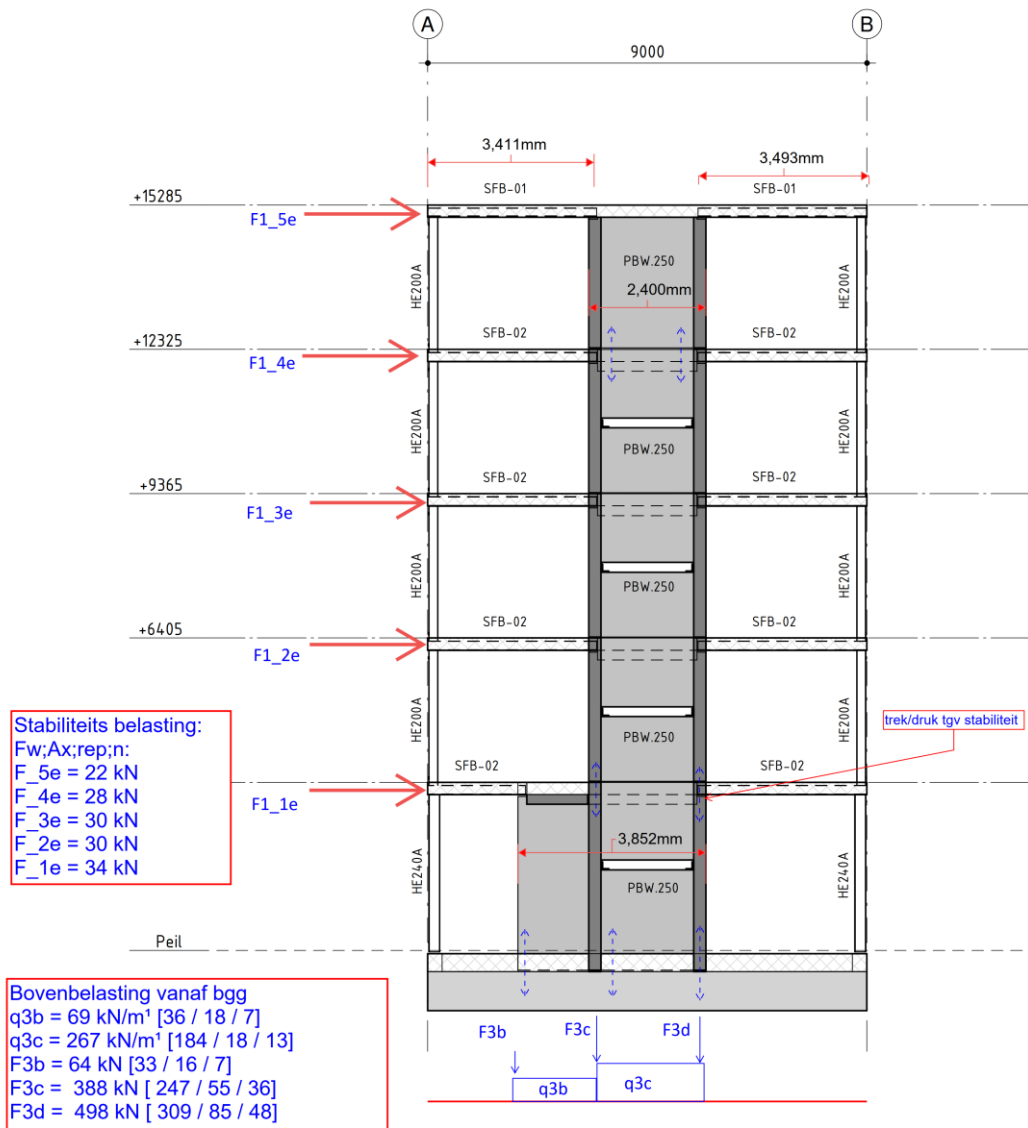 A
B
9000
3,411mm
3,493mm
SFB-01
SFB-01
+15285
F1_5e
PBW.250
HE200A
HE200A
2,400mm
SFB-02
SFB-02
+12325
F1_4e
HE200A
HE200A
PBW.250
SFB-02
SFB-02
+9365
F1_3e
HE200A
HE200A
PBW.250
SFB-02
SFB-02
+6405
F1_2e
HE200A
HE200A
Stabiliteits belasting:
Fw;Ax;rep;n:
F_5e = 22 kN
F_4e = 28 kN
F_3e = 30 kN
F_2e = 30 kN
F_1e = 34 kN
trek/druk tgv stabiliteit
PBW.250
SFB-02
SFB-02
F1_1e
3,852mm
HE240A
HE240A
PBW.250
Peil
Bovenbelasting vanaf bgg
q3b = 69 kN/m¹ [36 / 18 / 7]
q3c = 267 kN/m¹ [184 / 18 / 13]
F3b = 64 kN [33 / 16 / 7]
F3c =  388 kN [ 247 / 55 / 36]
F3d =  498 kN [ 309 / 85 / 48]
F3b
F3c
F3d
q3b
q3c